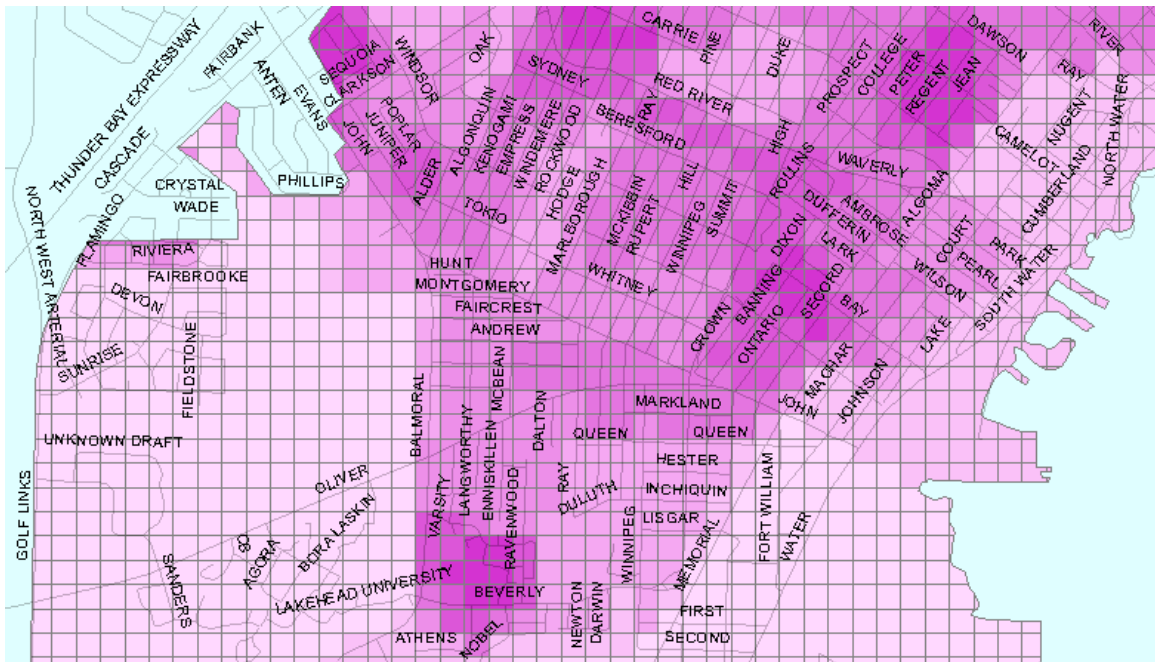 CARRIE
PINE
DUKE
DAWSON
RIVER
THUNDER BAY EXPRESSWAY
FAIRBANK
SEQUOIA
WINDSOR
OAK
SYDNEY
RED RIVER
PROSPECT
COLLEGE
PETER
REGENT
JEAN
RAY
ANTEN
EVANS
CLARKSON
POPLAR
JUNIPER
JOHN
ALGONQUIN
KENOGAMI
EMPRESS
WINDEMERE
ROCKWOOD
RAY
BERESFORD
HIGH
NUGENT
NORTH WATER
CASCADE
CAMELOT
CUMBERLAND
CRYSTAL
PHILLIPS
WADE
ALDER
TOKIO
HODGE
MARLBOROUGH
MCKIBBIN
RUPERT
HILL
WINNIPEG
SUMMIT
ROLLINS
WAVERLY
AMBROSE
DUFFERIN
ALGOMA
NORTH WEST ARTERIAL
FLAMINGO
RIVIERA
FAIRBROOKE
HUNT
MONTGOMERY
WHITNEY
DIXON
LARK
WILSON
COURT
PEARL
PARK
SOUTH WATER
DEVON
FAIRCREST
ANDREW
CROWN
BANNING
ONTARIO
SECORD
BAY
LAKE
SUNRISE
FIELDSTONE
BALMORAL
MCBEAN
MACHAR
JOHNSON
JOHN
MARKLAND
LANGWORTHY
ENNISKILLEN
DALTON
QUEEN
QUEEN
UNKNOWN DRAFT
HESTER
GOLF LINKS
OLIVER
VARSITY
RAVENWOOD
RAY
DULUTH
INCHIQUIN
LISGAR
FORT WILLIAM
WATER
BORA LASKIN
AGORA
SANDERS
LAKEHEAD UNIVERSITY
BEVERLY
WINNIPEG
MEMORIAL
NEWTON
DARWIN
FIRST
SECOND
ATHENS
NOBEL